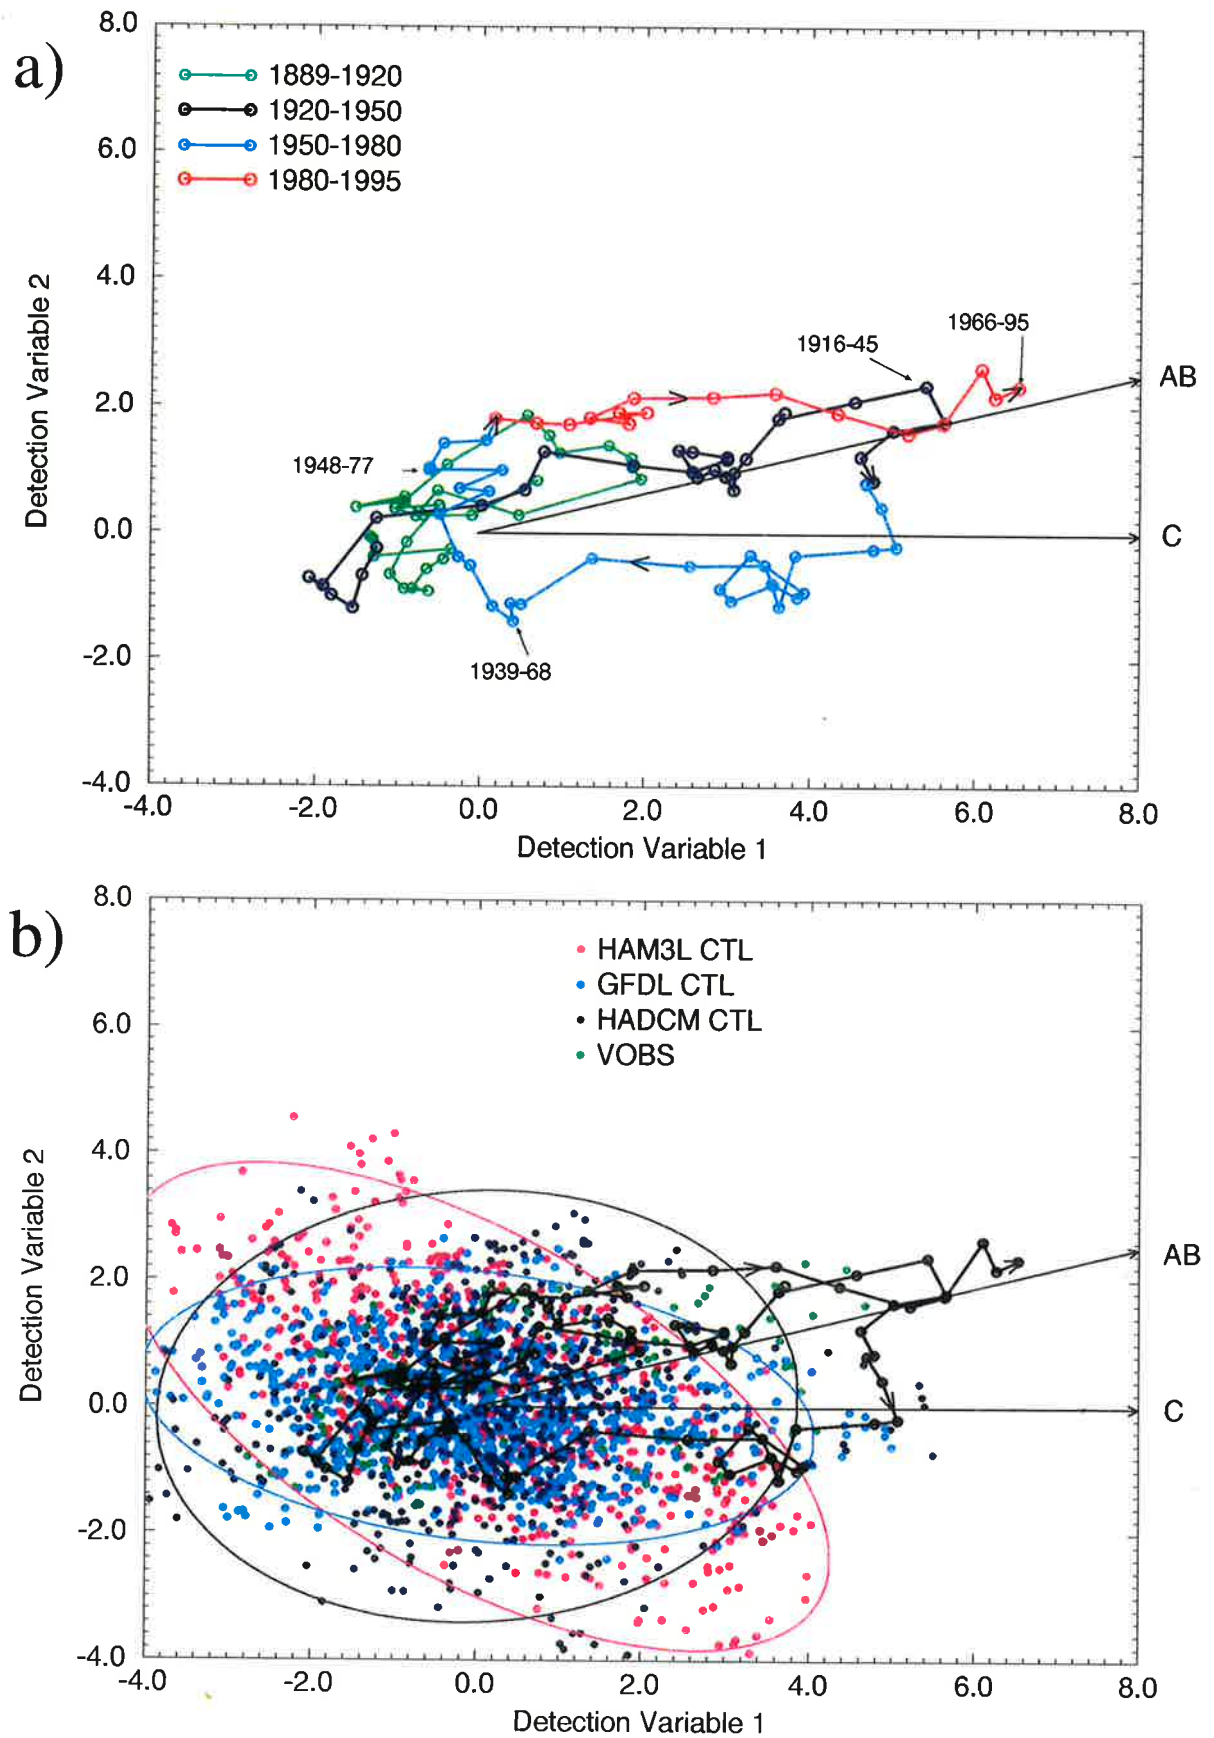 a)
8.0
6.0
4.0
2.0
0.0
-2.0
-4.0
Detection Variable 2
1889-1920
1920-1950
1950-1980
1980-1995
1966-95
1916-45
AB
1948-77
C
1939-68
-4.0 -2.0 0.0 2.0 4.0 6.0 8.0
Detection Variable 1
b)
8.0
6.0
4.0
2.0
0.0
-2.0
-4.0
Detection Variable 2
HAM3L CTL
GFDL CTL
HADCM CTL
VOBS
AB
C
-4.0 -2.0 0.0 2.0 4.0 6.0 8.0
Detection Variable 1